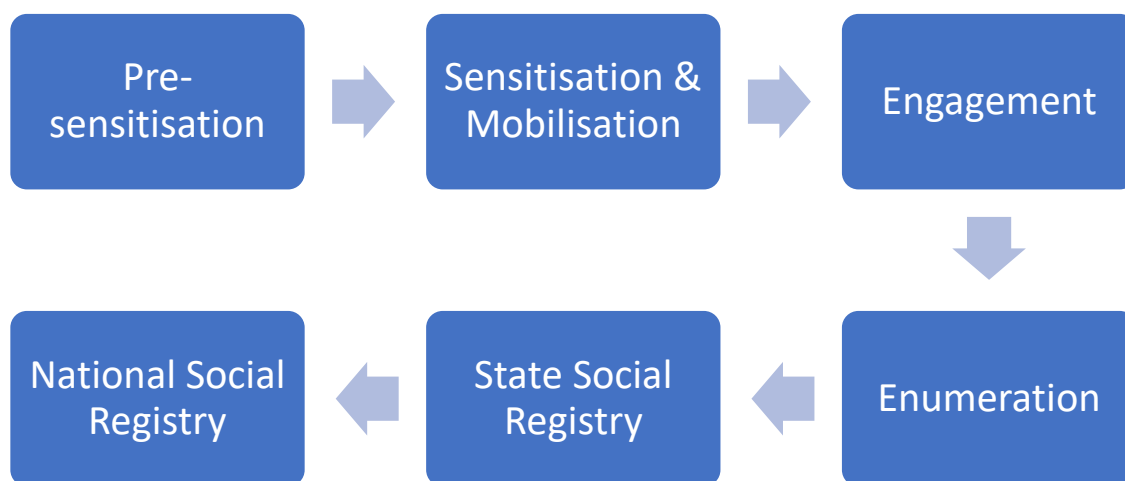 Pre-
sensitisation
Sensitisation &
Mobilisation
Engagement
National Social
Registry
State Social
Registry
Enumeration